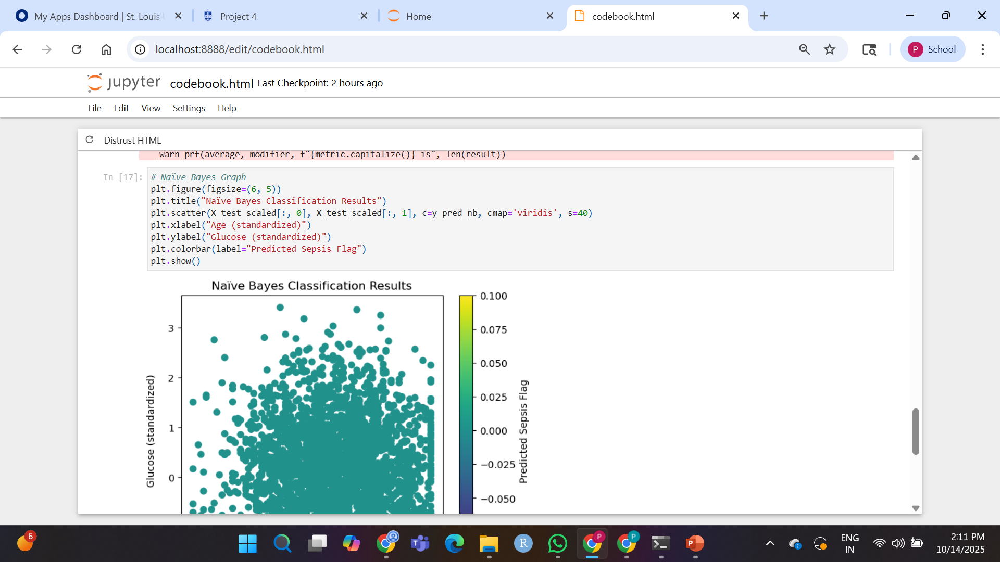 My Apps Dashboard | St. Louis
Project 4
Home
codebook.html
localhost:8888/edit/codebook.html
P School
jupyter codebook.html Last Checkpoint: 2 hours ago
File Edit View Settings Help
Distrust HTML
_warn_prf(average, modifier, f"{metric.capitalize()} is", len(result))
In [17]:
# Naïve Bayes Graph
plt.figure(figsize=(6, 5))
plt.title("Naïve Bayes Classification Results")
plt.scatter(X_test_scaled[:, 0], X_test_scaled[:, 1], c=y_pred_nb, cmap='viridis', s=40)
plt.xlabel("Age (standardized)")
plt.ylabel("Glucose (standardized)")
plt.colorbar(label="Predicted Sepsis Flag")
plt.show()
Naïve Bayes Classification Results
3
2
1
0
Glucose (standardized)
0.100
0.075
0.050
0.025
0.000
−0.025
−0.050
Predicted Sepsis Flag
6
T
R
P
P
P
ENG
IN
2:11 PM
10/14/2025